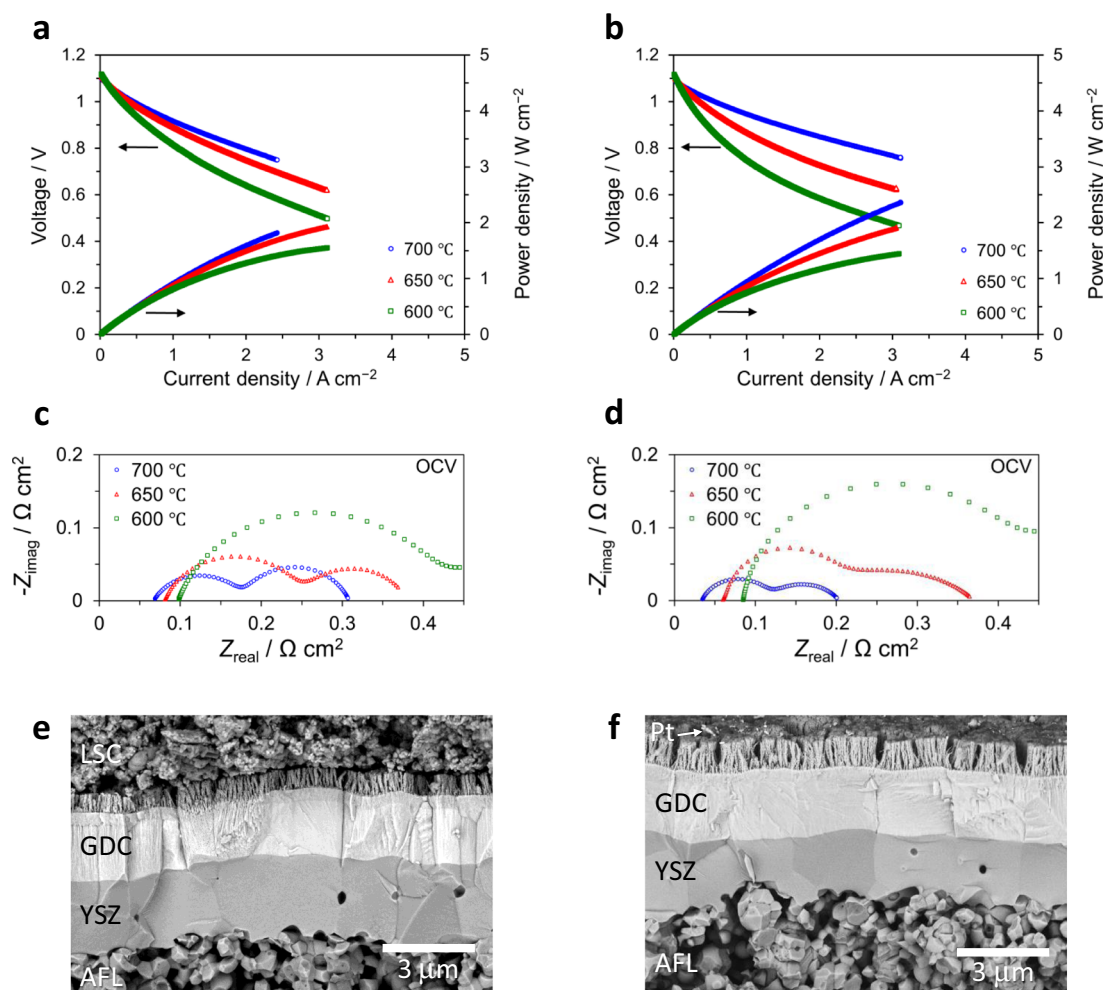 a
b
1.2
1
0.8
0.6
0.4
0.2
0
5
4
3
2
1
0
Voltage / V
Power density / W cm⁻²
700 °C
650 °C
600 °C
0 1 2 3 4 5
Current density / A cm⁻²
1.2
1
0.8
0.6
0.4
0.2
0
5
4
3
2
1
0
Voltage / V
Power density / W cm⁻²
700 °C
650 °C
600 °C
0 1 2 3 4 5
Current density / A cm⁻²
c
d
0.2
0.1
0
-Zimag / Ω cm²
700 °C
650 °C
600 °C
OCV
0 0.1 0.2 0.3 0.4
Zreal / Ω cm²
0.2
0.1
0
-Zimag / Ω cm²
700 °C
650 °C
600 °C
OCV
0 0.1 0.2 0.3 0.4
Zreal / Ω cm²
e
LSC
GDC
YSZ
AFL
3 μm
f
Pt
GDC
YSZ
AFL
3 μm